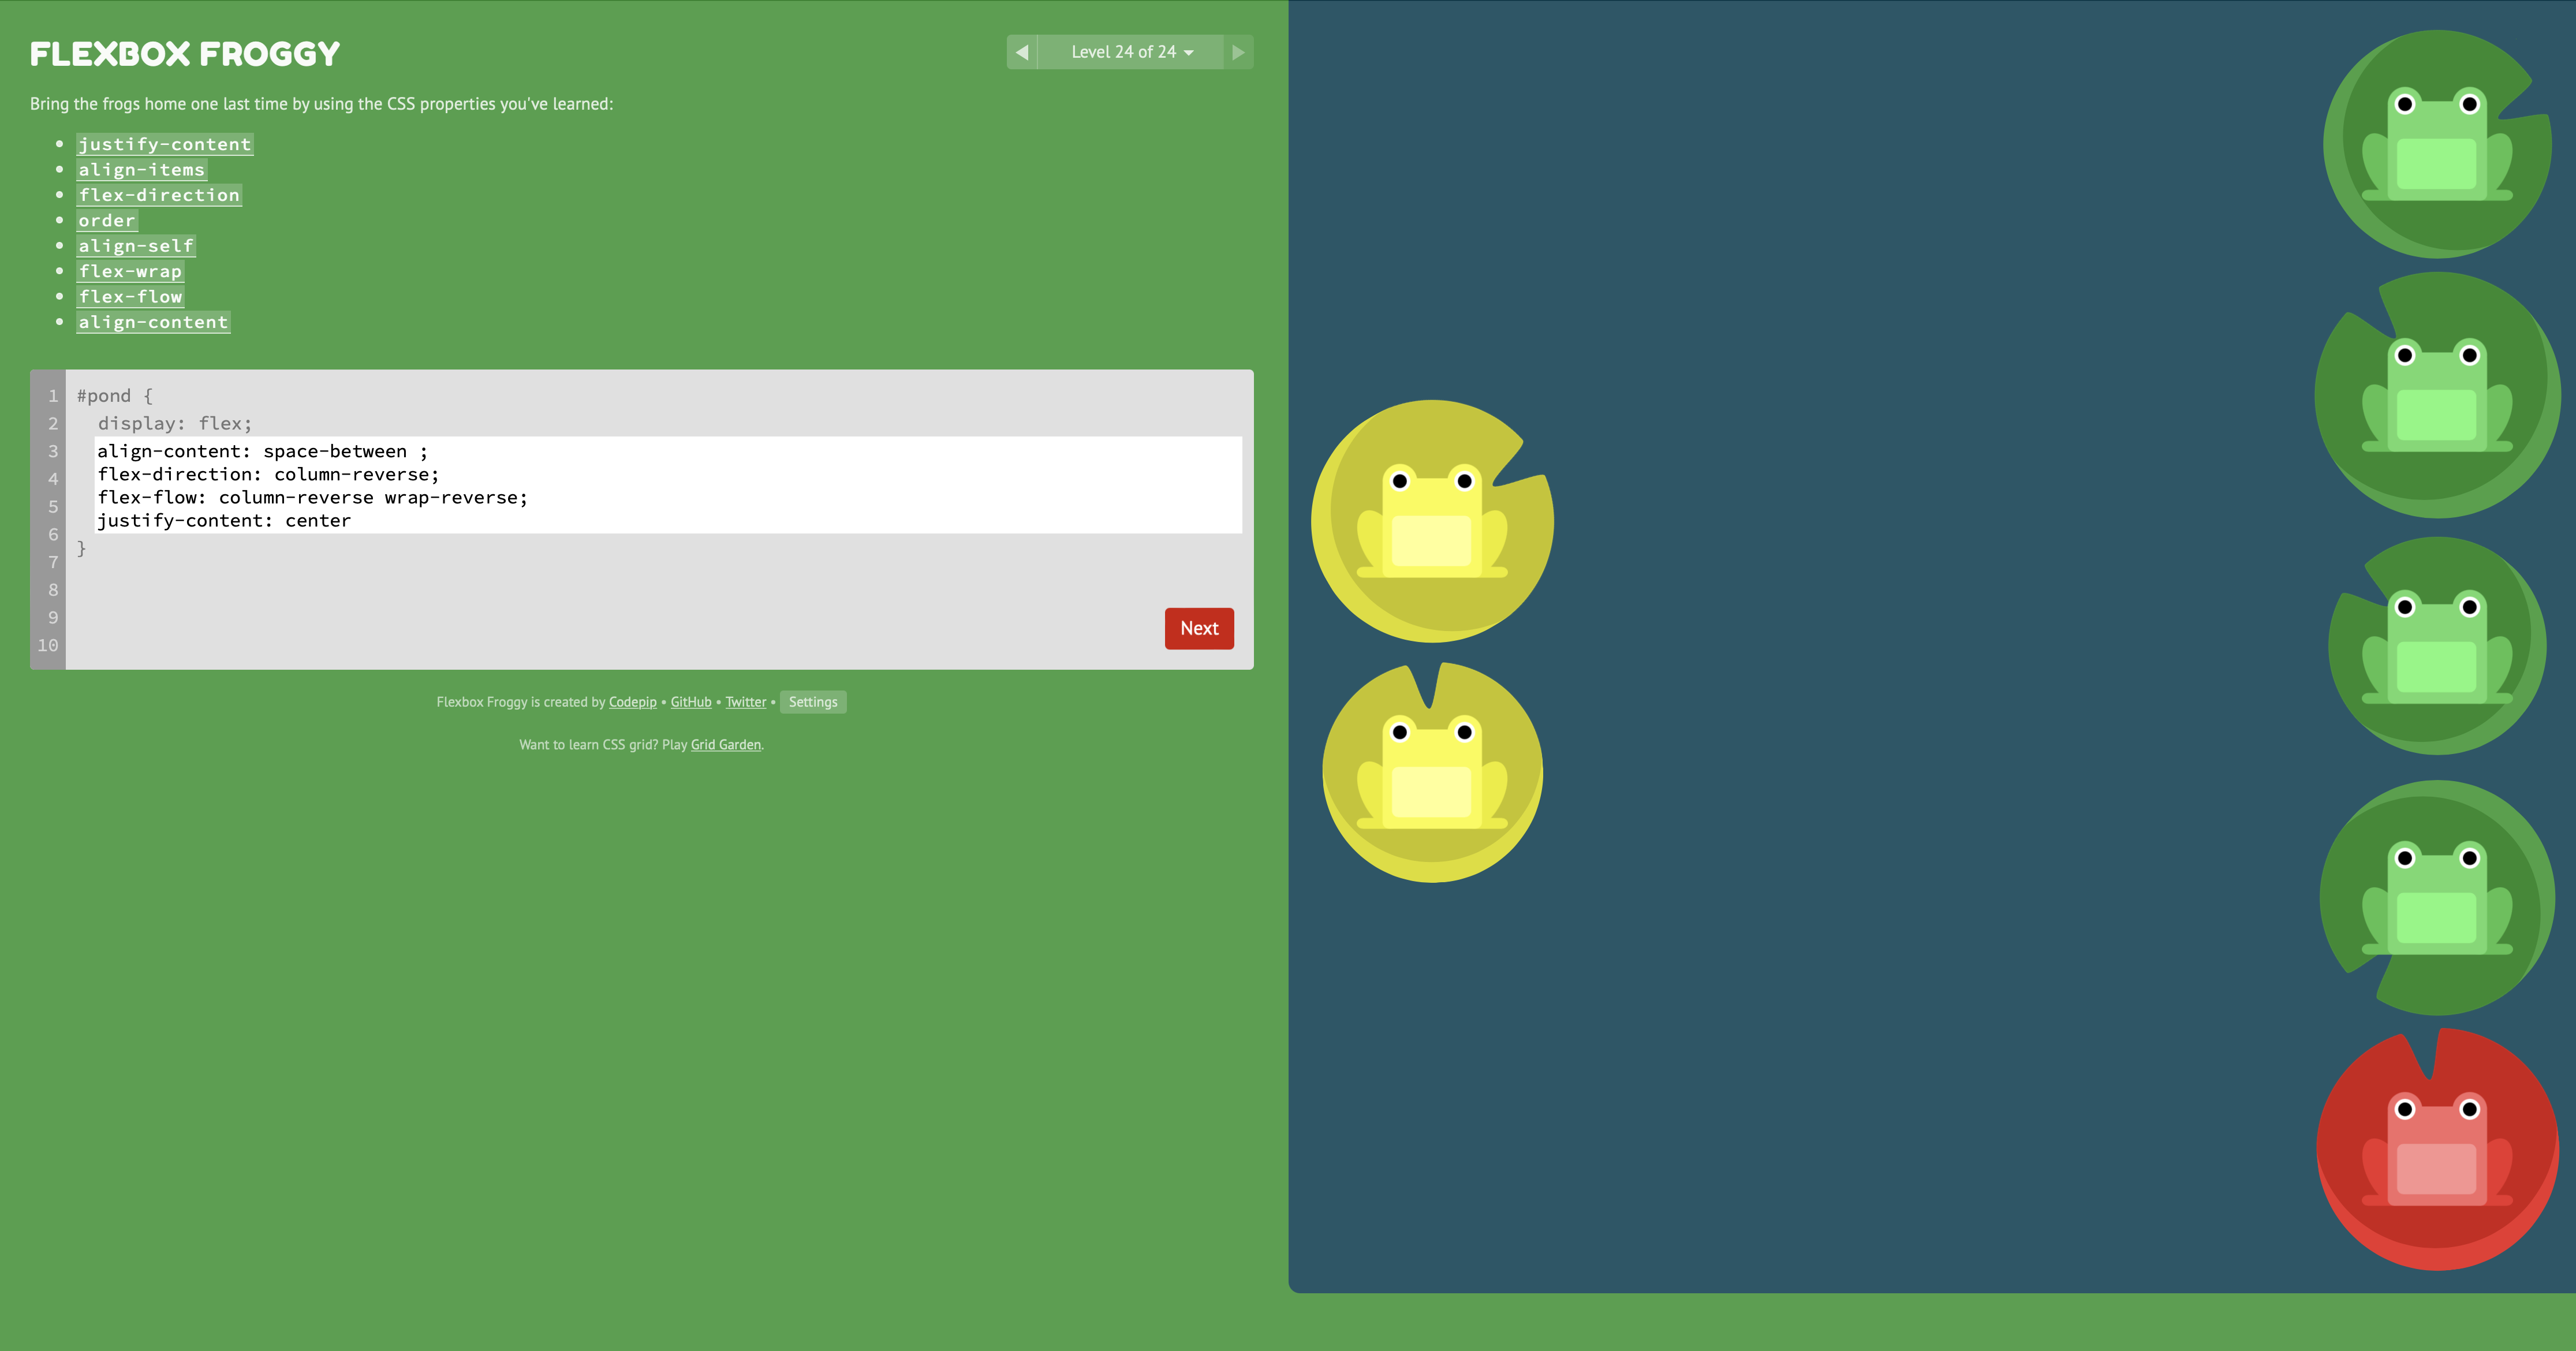 FLEXBOX FROGGY
◀ Level 24 of 24 ▶
Bring the frogs home one last time by using the CSS properties you've learned:
justify-content
align-items
flex-direction
order
align-self
flex-wrap
flex-flow
align-content
1 #pond {
2 display: flex;
3 align-content: space-between ;
4 flex-direction: column-reverse;
5 flex-flow: column-reverse wrap-reverse;
6 justify-content: center
7 }
8
9
10
Next
Flexbox Froggy is created by Codepip • GitHub • Twitter • Settings
Want to learn CSS grid? Play Grid Garden.